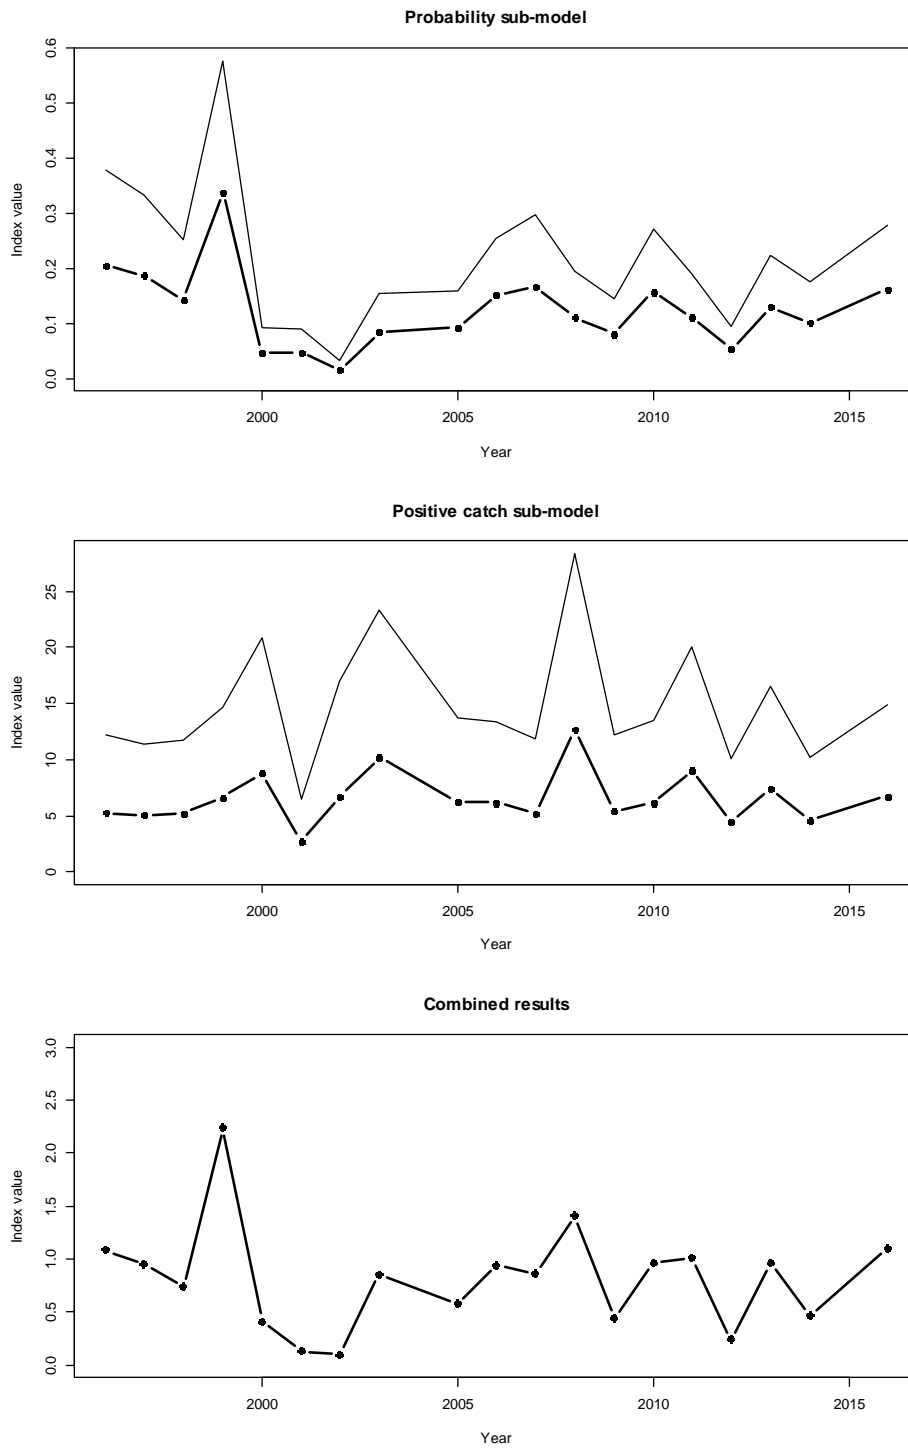 Probability sub-model
0.6
0.5
0.4
0.3
0.2
0.1
0.0
Index value
2000 2005 2010 2015
Year
Positive catch sub-model
25
20
15
10
5
0
Index value
2000 2005 2010 2015
Year
Combined results
3.0
2.5
2.0
1.5
1.0
0.5
0.0
Index value
2000 2005 2010 2015
Year